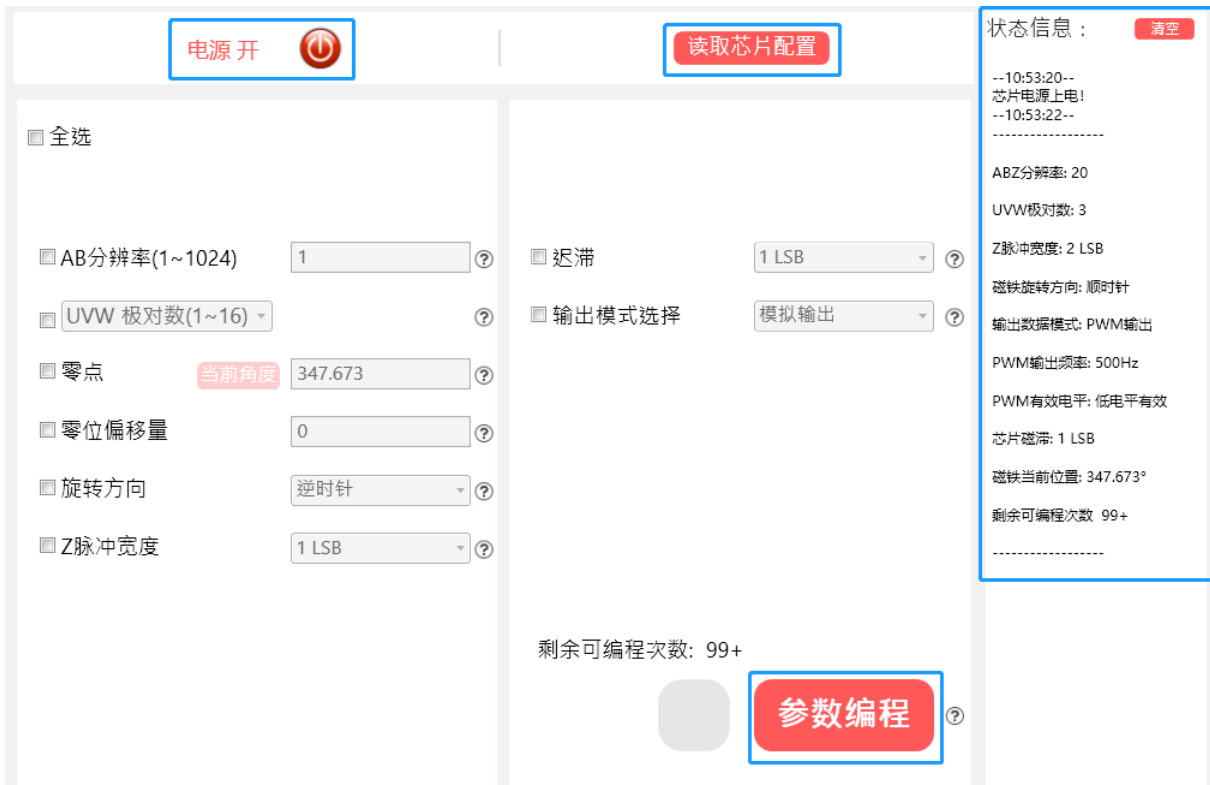 电源 开
读取芯片配置
全选
AB分辨率(1~1024)
1
?
UVW 极对数(1~16)
?
零点
当前角度
347.673
?
零位偏移量
0
?
旋转方向
逆时针
?
Z脉冲宽度
1 LSB
?
迟滞
1 LSB
?
输出模式选择
模拟输出
?
剩余可编程次数: 99+
参数编程
?
状态信息：
清空
--10:53:20--
芯片电源上电!
--10:53:22--
-------------------
ABZ分辨率: 20
UVW极对数: 3
Z脉冲宽度: 2 LSB
磁铁旋转方向: 顺时针
输出数据模式: PWM输出
PWM输出频率: 500Hz
PWM有效电平: 低电平有效
芯片磁滞: 1 LSB
磁铁当前位置: 347.673°
剩余可编程次数 99+
-------------------